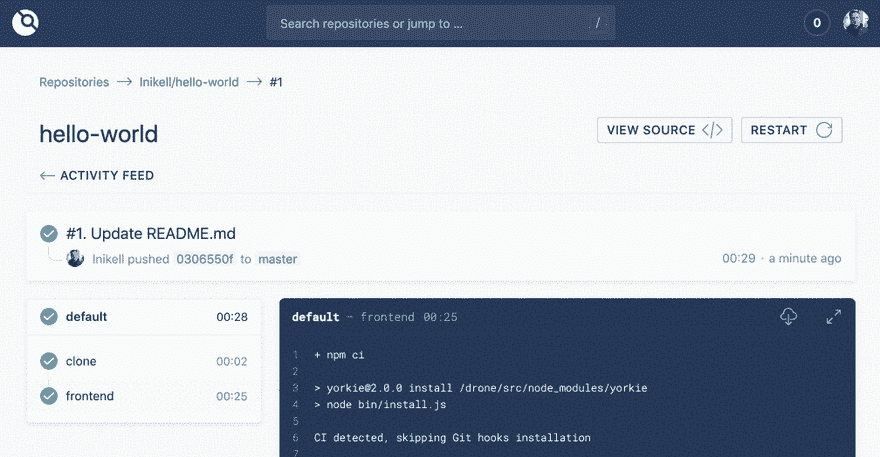 Search repositories or jump to ... /
0
Repositories → Inikell/hello-world → #1
hello-world
VIEW SOURCE </>
RESTART
← ACTIVITY FEED
#1. Update README.md
Inikell pushed 0306550f to master
00:29 · a minute ago
default 00:28
clone 00:02
frontend 00:25
default — frontend 00:25
1 + npm ci
2
3 > yorkie@2.0.0 install /drone/src/node_modules/yorkie
4 > node bin/install.js
5
6 CI detected, skipping Git hooks installation
7